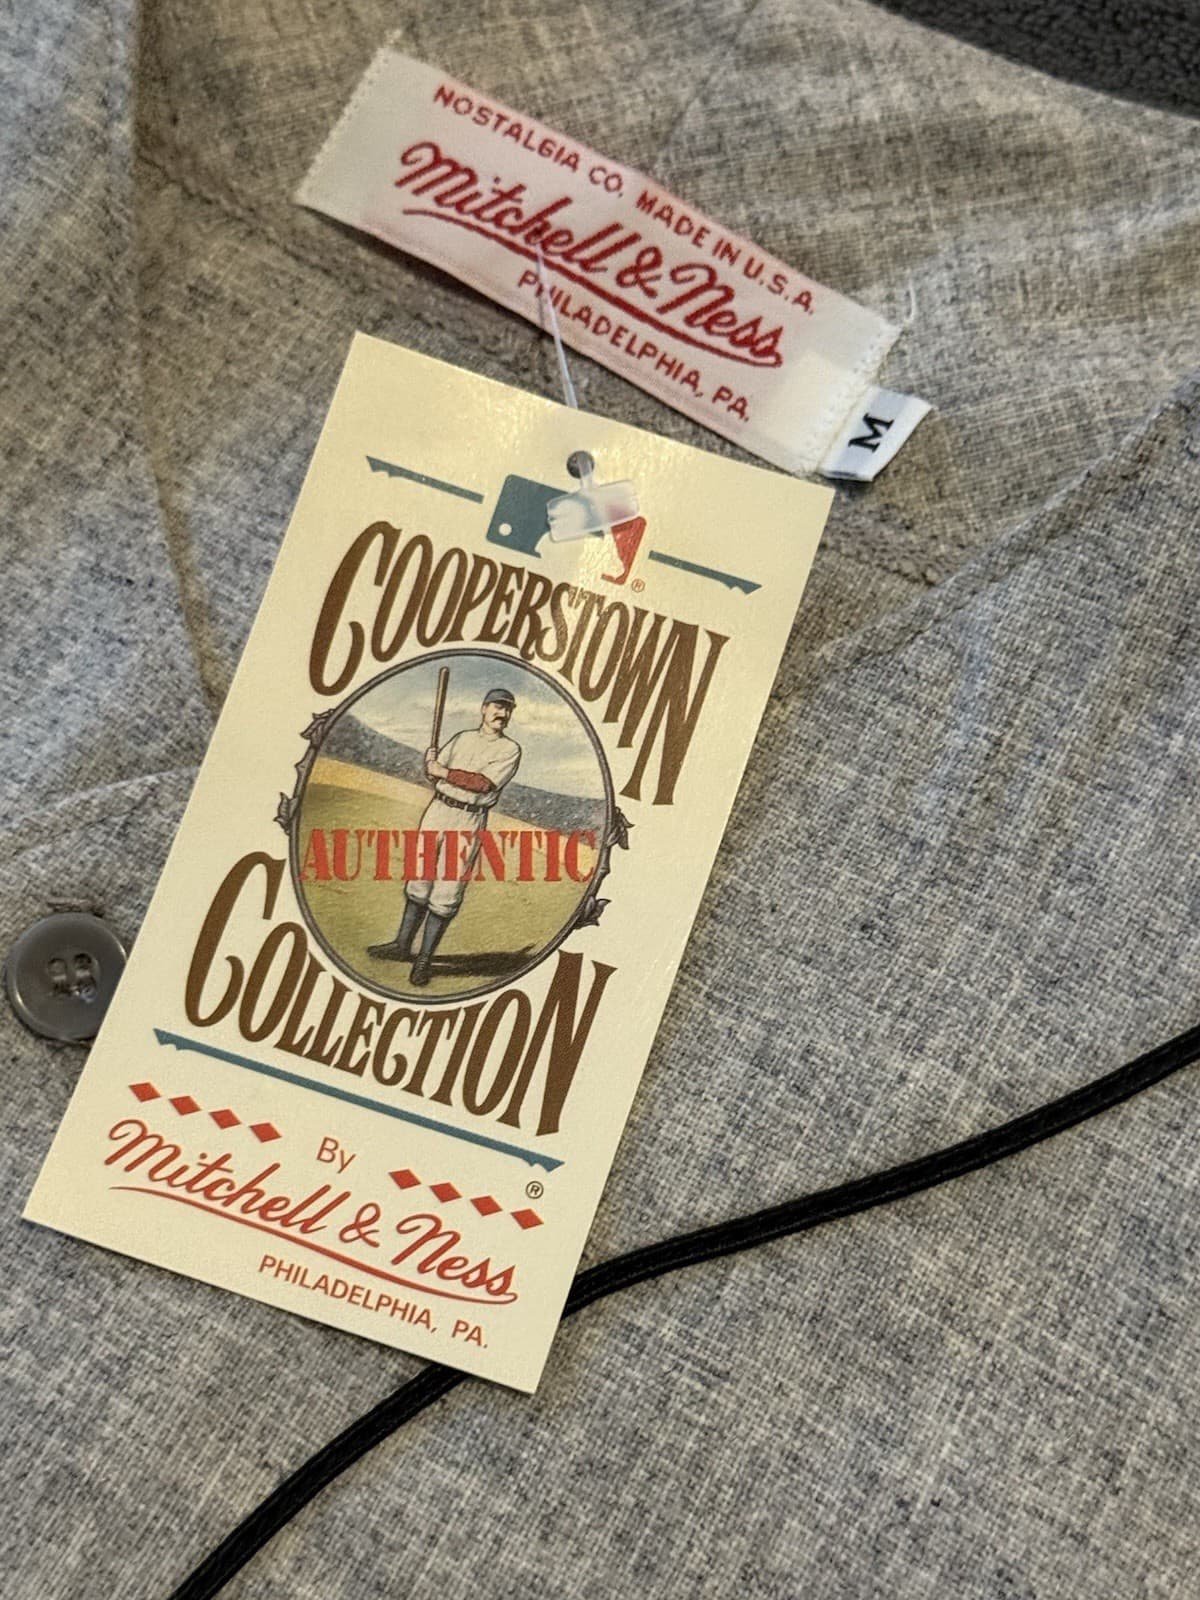 NOSTALGIA CO. MADE IN U.S.A.
Mitchell & Ness
PHILADELPHIA, PA.
M
®
COOPERSTOWN
AUTHENTIC
COLLECTION
By
®
Mitchell & Ness
PHILADELPHIA, PA.